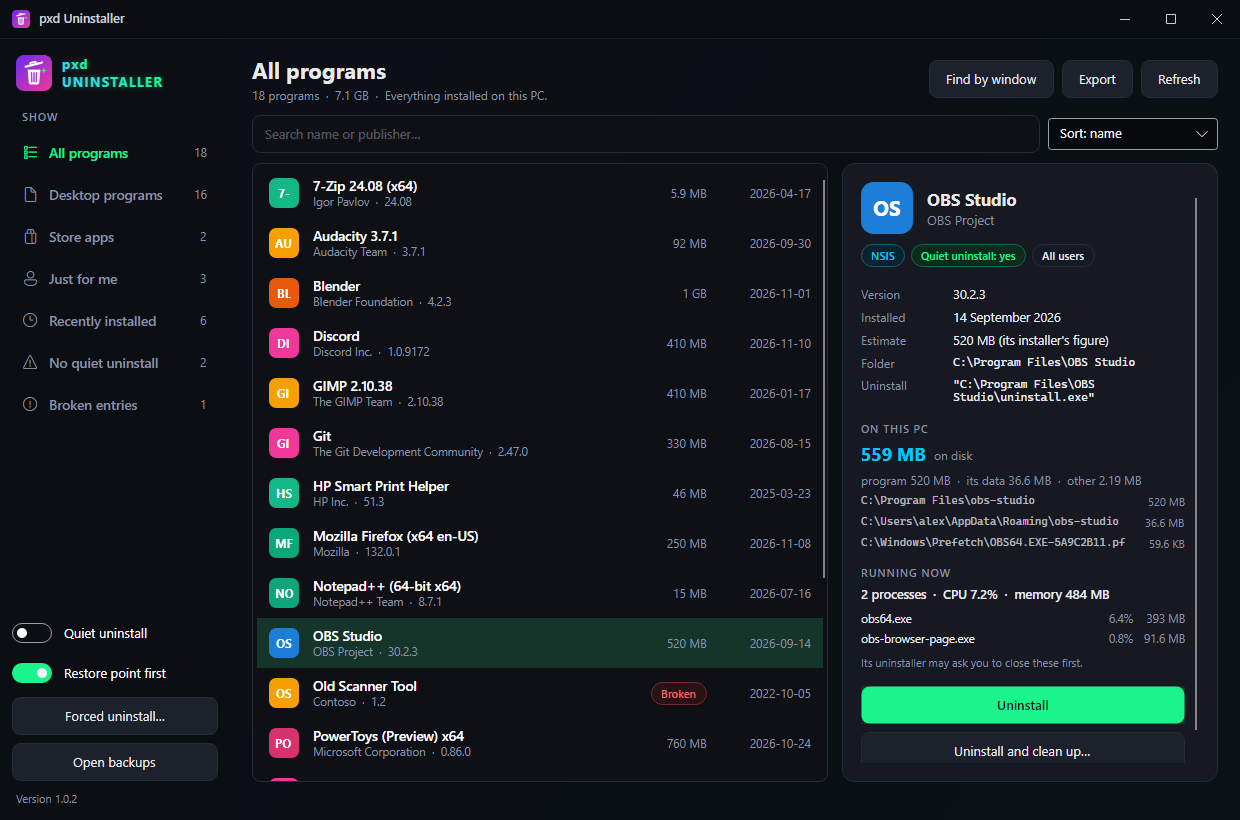 pxd Uninstaller
pxd
UNINSTALLER
SHOW
All programs 18
Desktop programs 16
Store apps 2
Just for me 3
Recently installed 6
No quiet uninstall 2
Broken entries 1
Quiet uninstall
Restore point first
Forced uninstall...
Open backups
Version 1.0.2
All programs
18 programs · 7.1 GB · Everything installed on this PC.
Find by window
Export
Refresh
Search name or publisher...
Sort: name
7- 7-Zip 24.08 (x64) 5.9 MB 2026-04-17
Igor Pavlov · 24.08
AU Audacity 3.7.1 92 MB 2026-09-30
Audacity Team · 3.7.1
BL Blender 1 GB 2026-11-01
Blender Foundation · 4.2.3
DI Discord 410 MB 2026-11-10
Discord Inc. · 1.0.9172
GI GIMP 2.10.38 410 MB 2026-01-17
The GIMP Team · 2.10.38
GI Git 330 MB 2026-08-15
The Git Development Community · 2.47.0
HS HP Smart Print Helper 46 MB 2025-03-23
HP Inc. · 51.3
MF Mozilla Firefox (x64 en-US) 250 MB 2026-11-08
Mozilla · 132.0.1
NO Notepad++ (64-bit x64) 15 MB 2026-07-16
Notepad++ Team · 8.7.1
OS OBS Studio 520 MB 2026-09-14
OBS Project · 30.2.3
OS Old Scanner Tool Broken 2022-10-05
Contoso · 1.2
PO PowerToys (Preview) x64 760 MB 2026-10-24
Microsoft Corporation · 0.86.0
OS OBS Studio
OBS Project
NSIS Quiet uninstall: yes All users
Version 30.2.3
Installed 14 September 2026
Estimate 520 MB (its installer's figure)
Folder C:\Program Files\OBS Studio
Uninstall "C:\Program Files\OBS
Studio\uninstall.exe"
ON THIS PC
559 MB on disk
program 520 MB · its data 36.6 MB · other 2.19 MB
C:\Program Files\obs-studio 520 MB
C:\Users\alex\AppData\Roaming\obs-studio 36.6 MB
C:\Windows\Prefetch\OBS64.EXE-5A9C2B11.pf 59.6 KB
RUNNING NOW
2 processes · CPU 7.2% · memory 484 MB
obs64.exe 6.4% 393 MB
obs-browser-page.exe 0.8% 91.6 MB
Its uninstaller may ask you to close these first.
Uninstall
Uninstall and clean up...